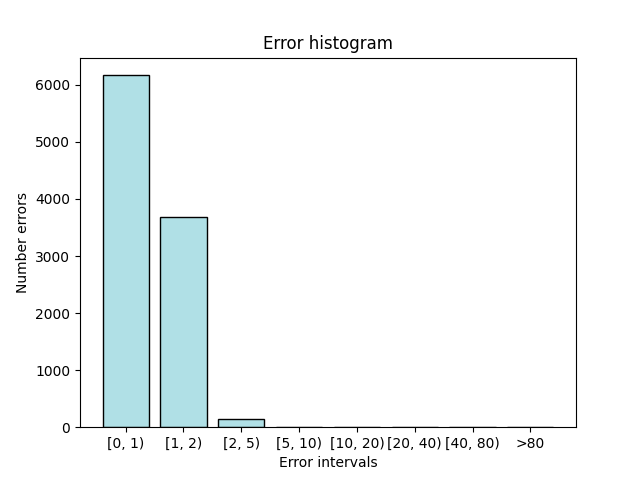 Error histogram
Number errors
6000
5000
4000
3000
2000
1000
0
[0, 1) [1, 2) [2, 5) [5, 10) [10, 20) [20, 40) [40, 80) >80
Error intervals